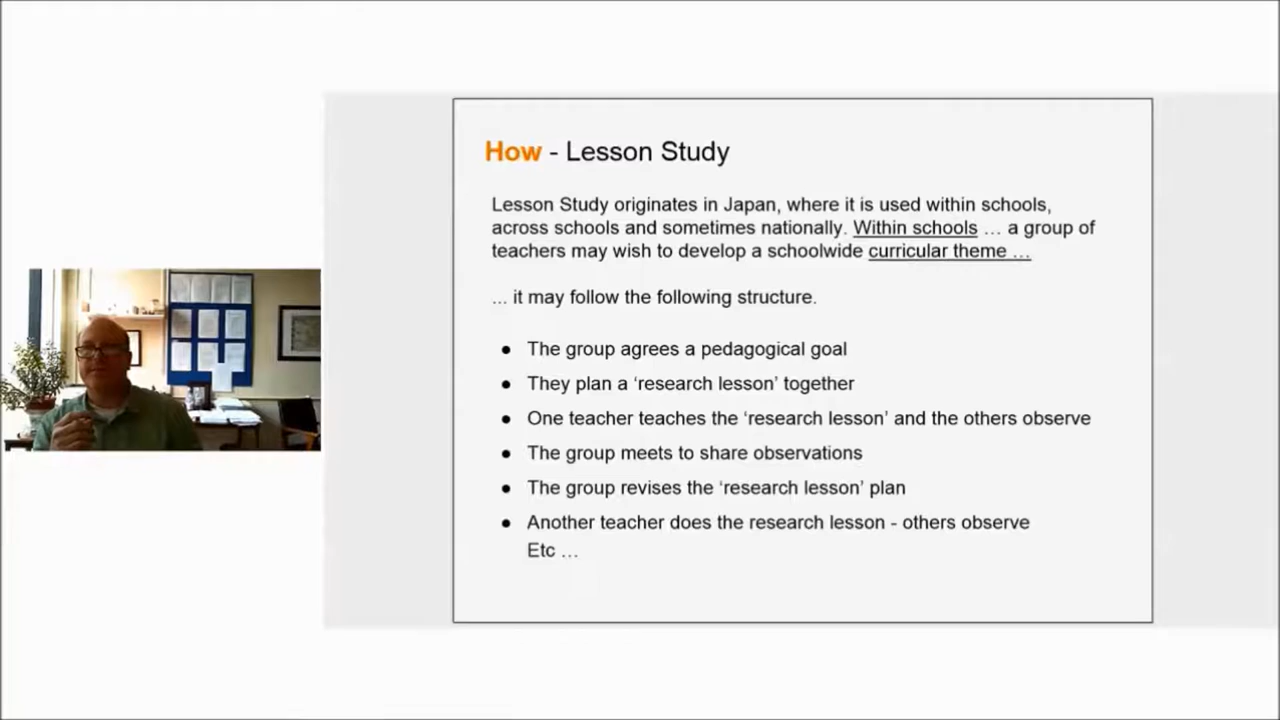 How - Lesson Study
Lesson Study originates in Japan, where it is used within schools,
across schools and sometimes nationally. Within schools … a group of
teachers may wish to develop a schoolwide curricular theme …
... it may follow the following structure.
● The group agrees a pedagogical goal
● They plan a ‘research lesson’ together
● One teacher teaches the ‘research lesson’ and the others observe
● The group meets to share observations
● The group revises the ‘research lesson’ plan
● Another teacher does the research lesson - others observe
Etc …